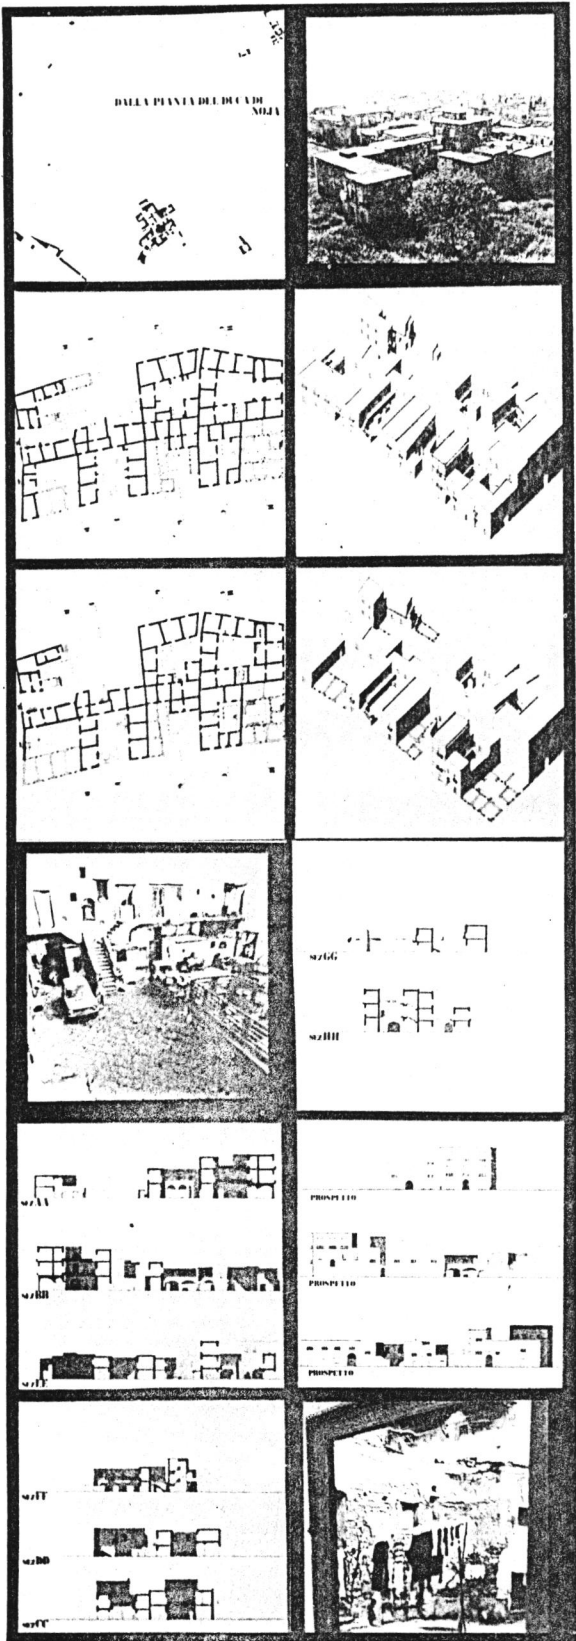 DALLA PIANTA DEL DUCA DI
NOJA
sezGG
sezHH
sezAA
sezBB
sezEE
PROSPETTO
PROSPETTO
PROSPETTO
sezFF
sezDD
sezCC